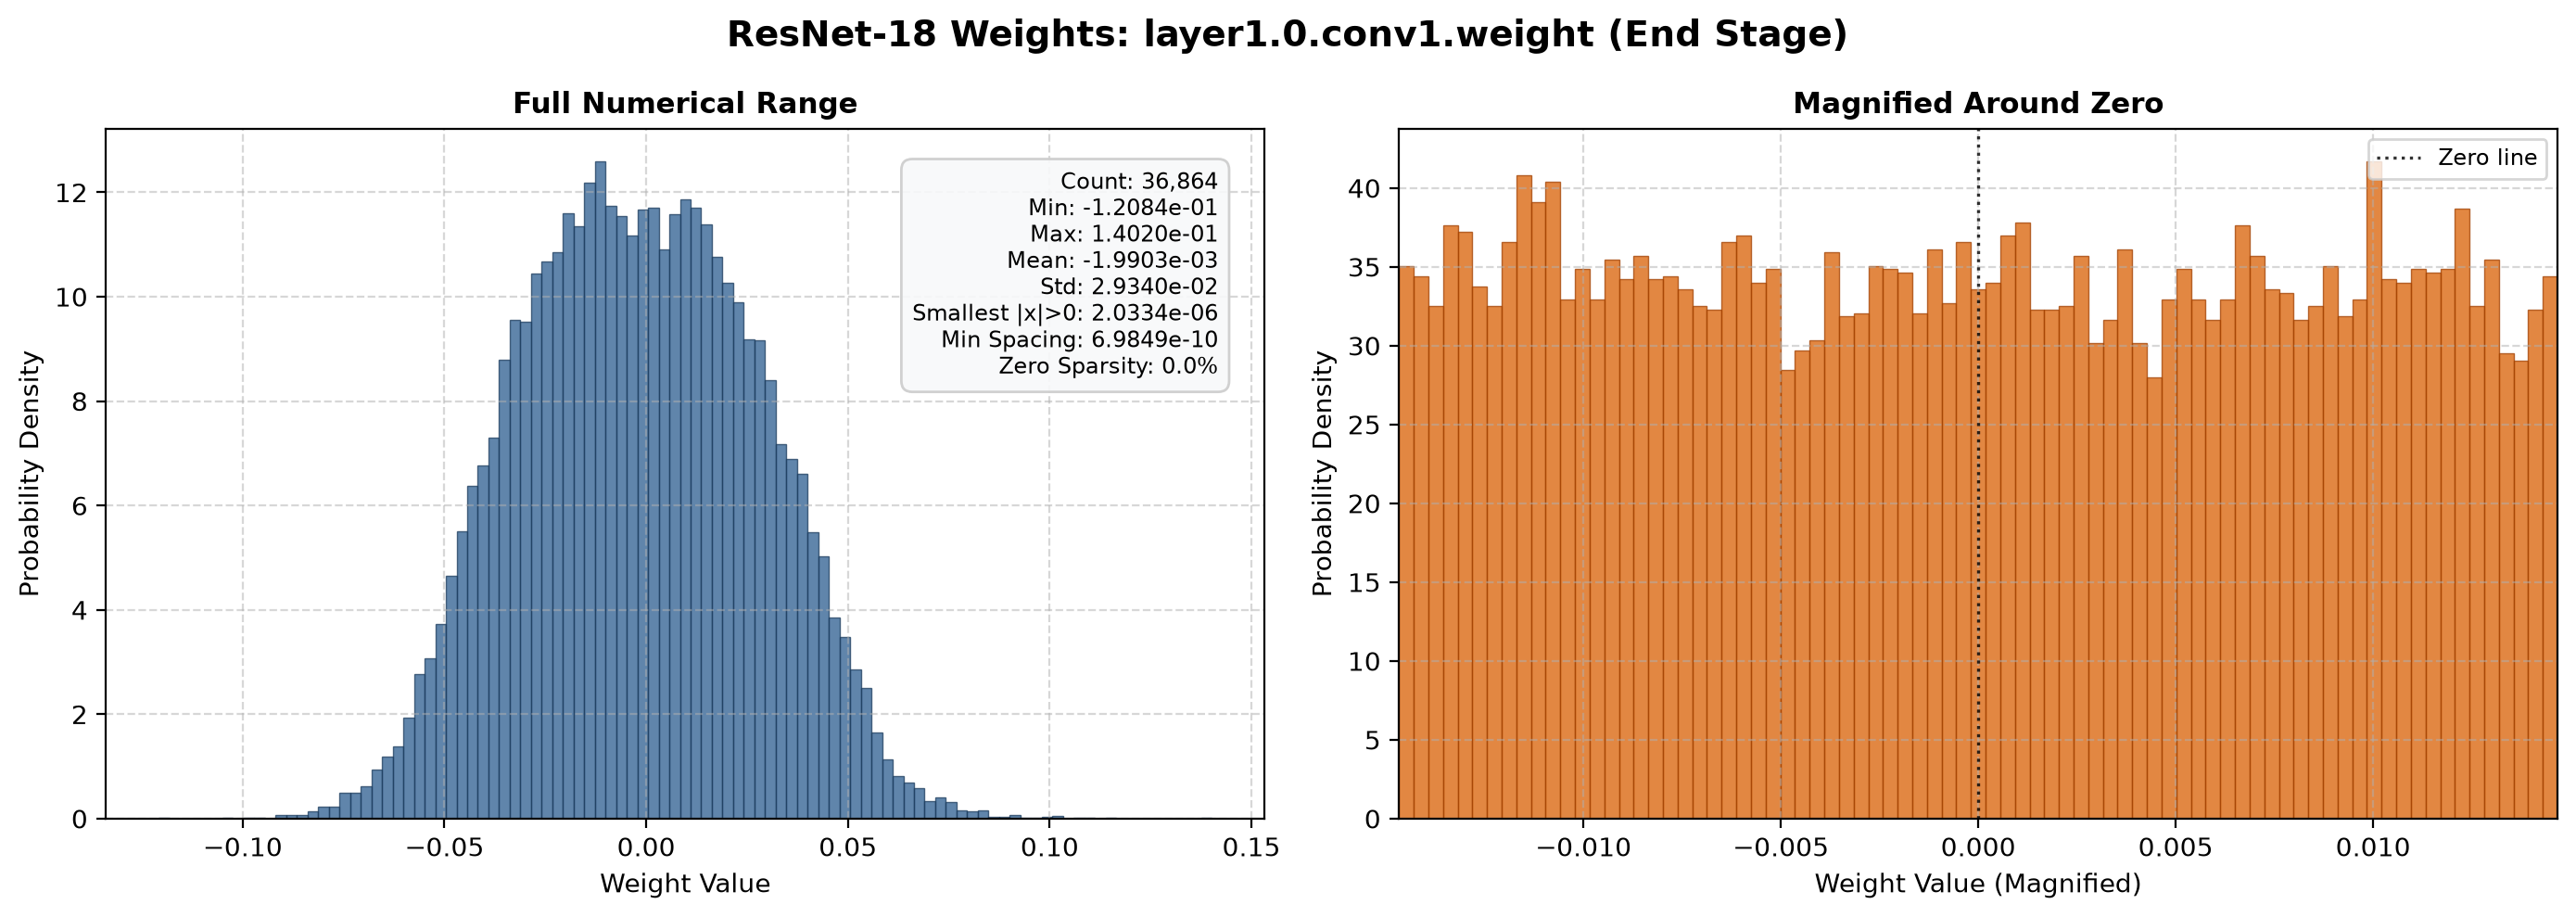 ResNet-18 Weights: layer1.0.conv1.weight (End Stage)
Full Numerical Range
Probability Density
12
10
8
6
4
2
0
Count: 36,864
Min: -1.2084e-01
Max: 1.4020e-01
Mean: -1.9903e-03
Std: 2.9340e-02
Smallest |x|>0: 2.0334e-06
Min Spacing: 6.9849e-10
Zero Sparsity: 0.0%
−0.10 −0.05 0.00 0.05 0.10 0.15
Weight Value
Magnified Around Zero
Probability Density
40
35
30
25
20
15
10
5
0
Zero line
−0.010 −0.005 0.000 0.005 0.010
Weight Value (Magnified)